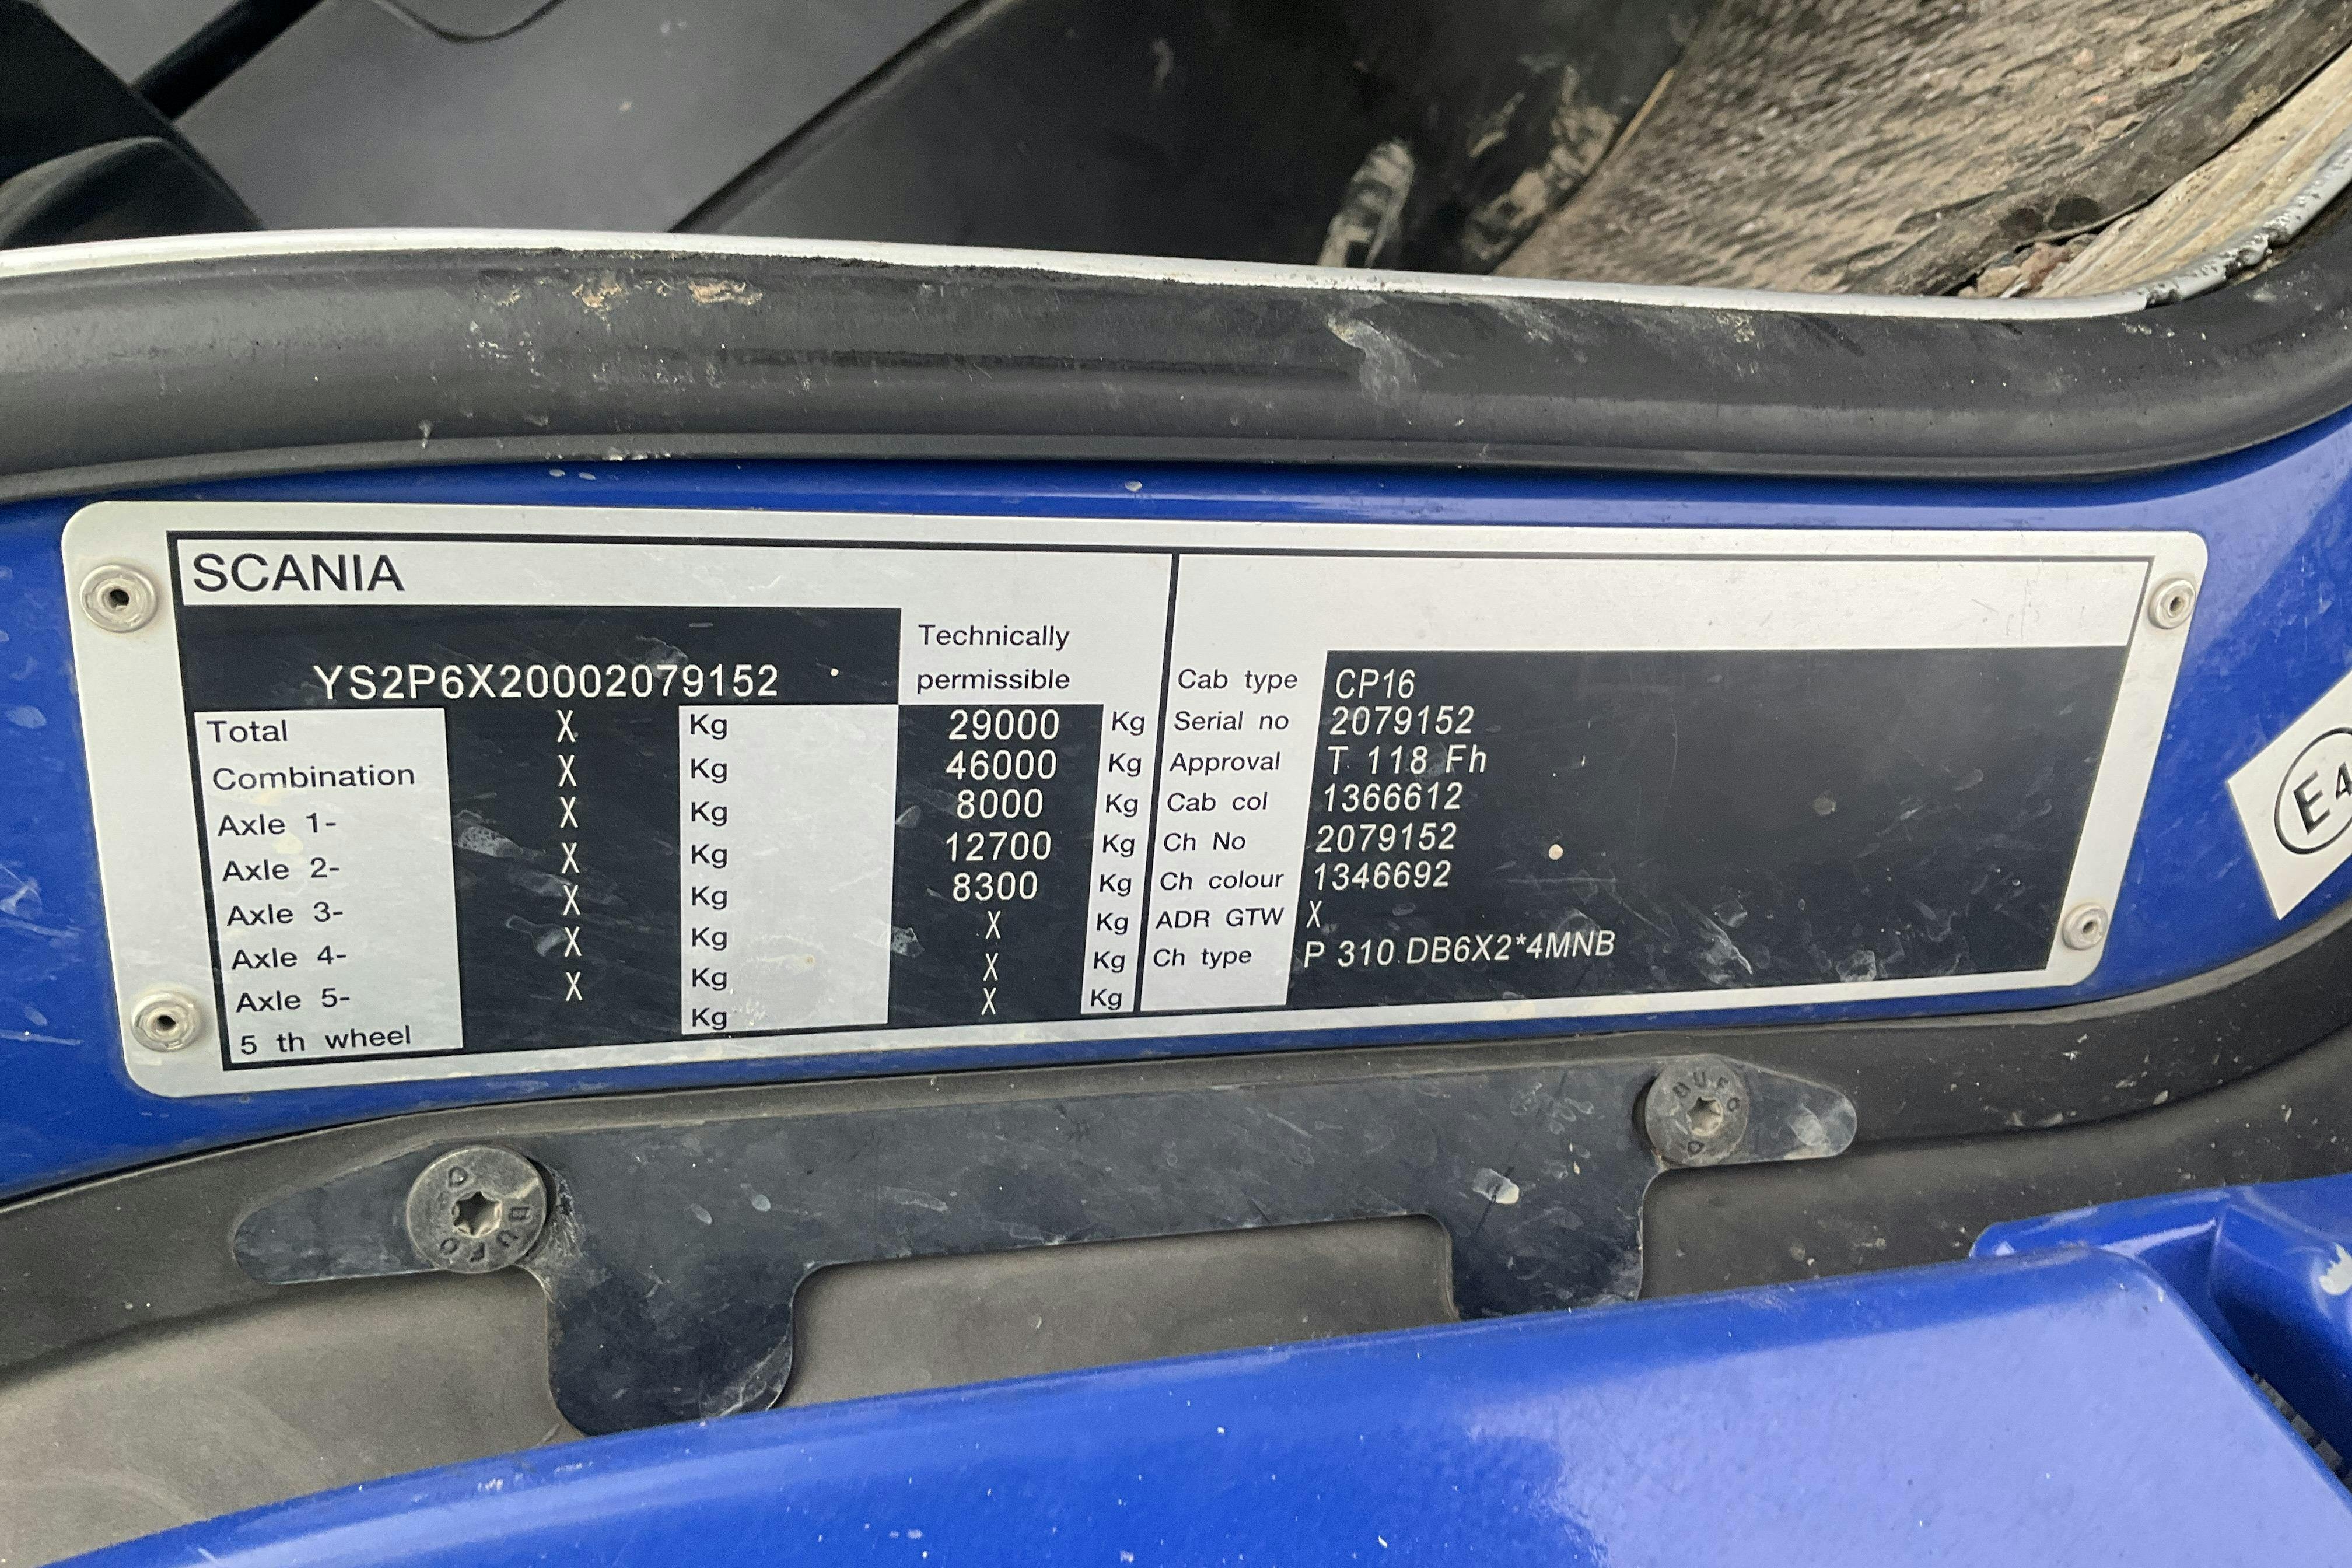 SCANIA
YS2P6X20002079152
Technically
permissible
Total X Kg 29000 Kg
Combination X Kg 46000 Kg
Axle 1- X Kg 8000 Kg
Axle 2- X Kg 12700 Kg
Axle 3- X Kg 8300 Kg
Axle 4- X Kg X Kg
Axle 5- X Kg X Kg
5 th wheel Kg X Kg
Cab type CP16
Serial no 2079152
Approval T 118 Fh
Cab col 1366612
Ch No 2079152
Ch colour 1346692
ADR GTW X
Ch type P 310 DB6X2*4MNB
E4
BUFO
BUFO